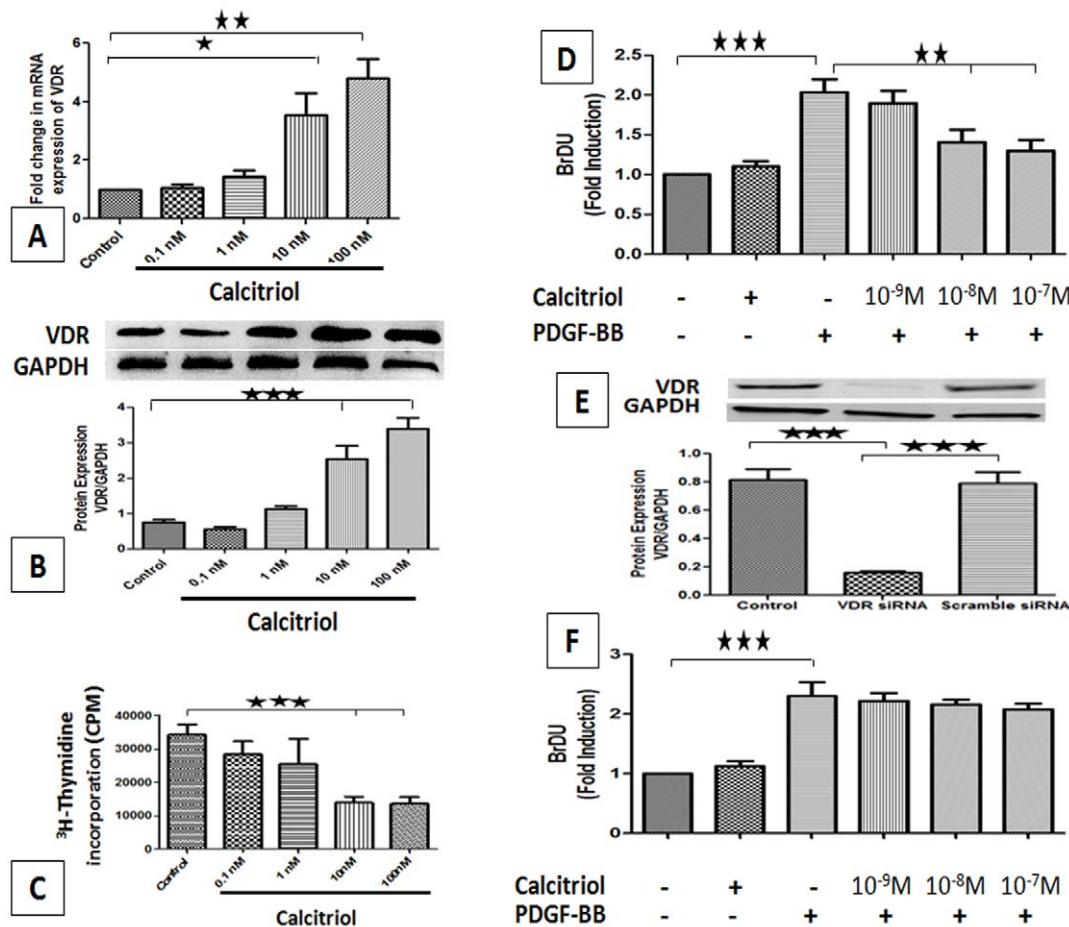 A
Fold change in mRNA
expression of VDR
★★
★
6
4
2
0
Control
0.1 nM
1 nM
10 nM
100 nM
Calcitriol
VDR
GAPDH
B
Protein Expression
VDR/GAPDH
★★★
4
3
2
1
0
Control
0.1 nM
1 nM
10 nM
100 nM
Calcitriol
C
³H-Thymidine
incorporation (CPM)
★★★
40000
30000
20000
10000
0
Control
0.1 nM
1 nM
10nM
100nM
Calcitriol
D
BrDU
(Fold Induction)
★★★
★★
2.5
2.0
1.5
1.0
0.5
0.0
Calcitriol - + - 10⁻⁹M 10⁻⁸M 10⁻⁷M
PDGF-BB - - + + + +
E
VDR
GAPDH
★★★ ★★★
Protein Expression
VDR/GAPDH
1.0
0.8
0.6
0.4
0.2
0.0
Control VDR siRNA Scramble siRNA
F
BrDU
(Fold Induction)
★★★
3
2
1
0
Calcitriol - + - 10⁻⁹M 10⁻⁸M 10⁻⁷M
PDGF-BB - - + + + +